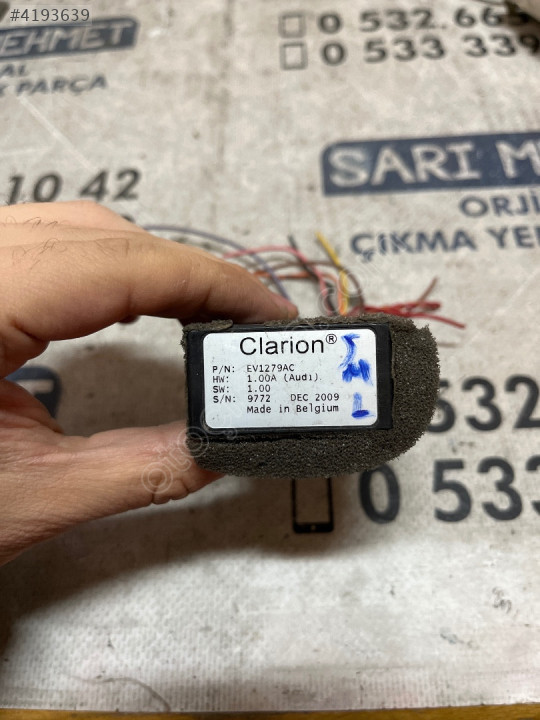 #4193639
EHMET
AL
K PARÇA
0 532.665
0 533 339
10 42
SARI M
ORJİ
ÇIKMA YE
Clarion®
P/N: EV1279AC
HW: 1.00A (Audi).
SW: 1.00
S/N: 9772 DEC 2009
Made in Belgium
532
0 533